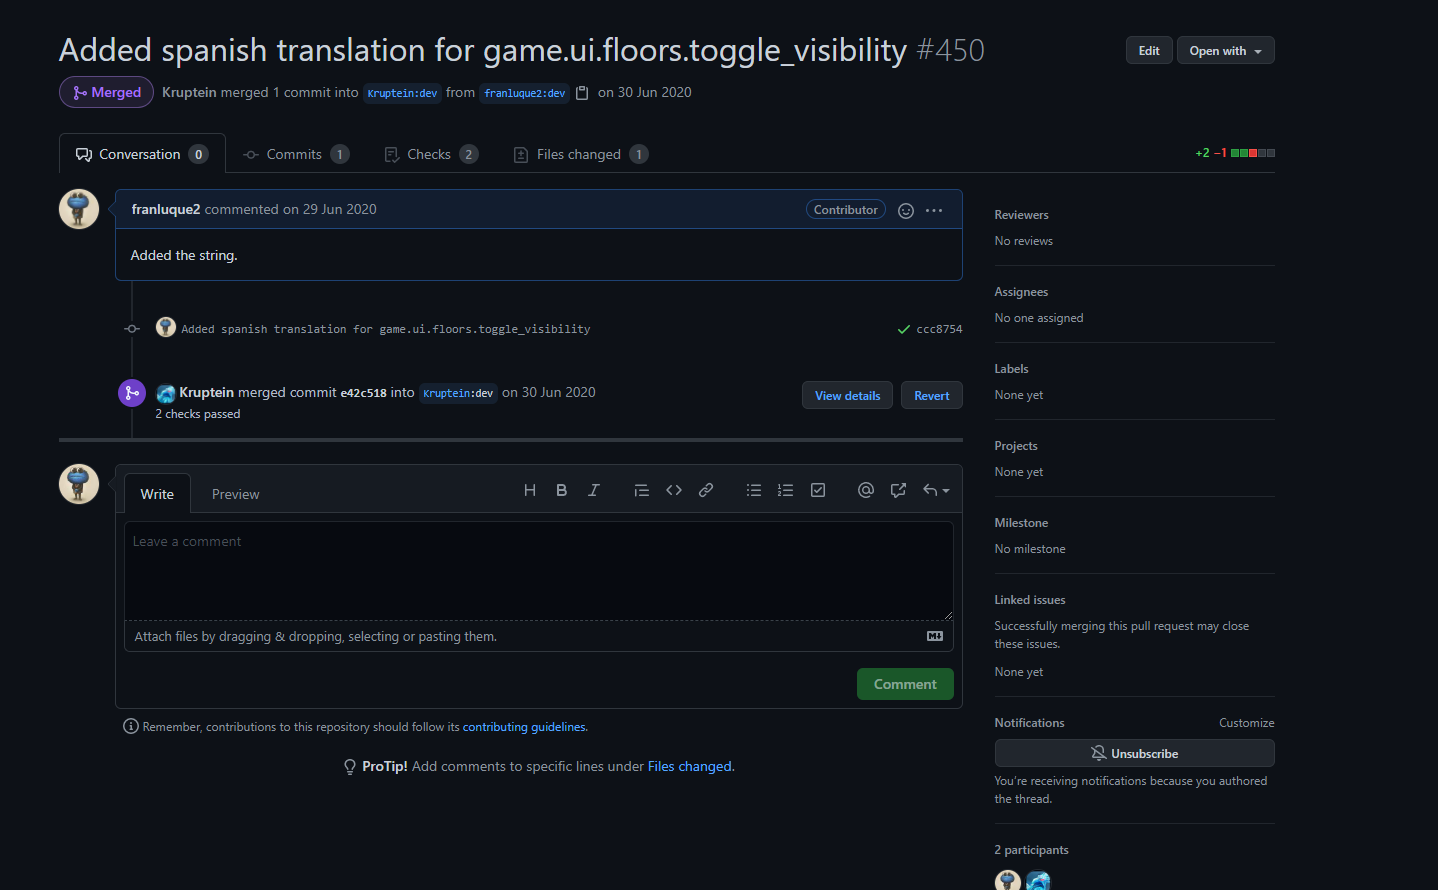 Added spanish translation for game.ui.floors.toggle_visibility #450
Edit
Open with
Merged
Kruptein merged 1 commit into Kruptein:dev from franluque2:dev on 30 Jun 2020
Conversation 0
Commits 1
Checks 2
Files changed 1
+2 −1
franluque2 commented on 29 Jun 2020
Contributor
Added the string.
Added spanish translation for game.ui.floors.toggle_visibility
ccc8754
Kruptein merged commit e42c518 into Kruptein:dev on 30 Jun 2020
2 checks passed
View details
Revert
Write
Preview
Leave a comment
Attach files by dragging & dropping, selecting or pasting them.
Comment
Remember, contributions to this repository should follow its contributing guidelines.
ProTip! Add comments to specific lines under Files changed.
Reviewers
No reviews
Assignees
No one assigned
Labels
None yet
Projects
None yet
Milestone
No milestone
Linked issues
Successfully merging this pull request may close
these issues.
None yet
Notifications
Customize
Unsubscribe
You're receiving notifications because you authored
the thread.
2 participants